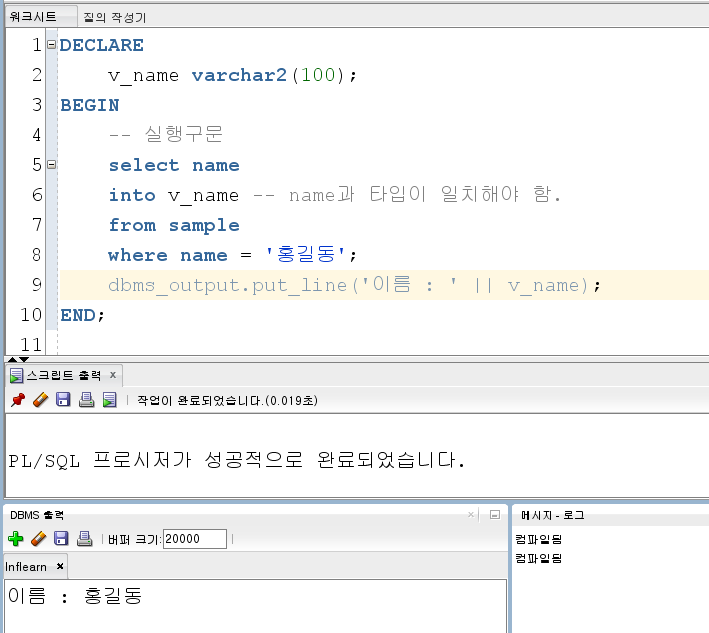 워크시트 질의 작성기
1 DECLARE
2 v_name varchar2(100);
3 BEGIN
4 -- 실행구문
5 select name
6 into v_name -- name과 타입이 일치해야 함.
7 from sample
8 where name = '홍길동';
9 dbms_output.put_line('이름 : ' || v_name);
10 END;
11
스크립트 출력 x
작업이 완료되었습니다.(0.019초)
PL/SQL 프로시저가 성공적으로 완료되었습니다.
DBMS 출력
버퍼 크기: 20000
Inflearn
이름 : 홍길동
메시지 - 로그
컴파일됨
컴파일됨